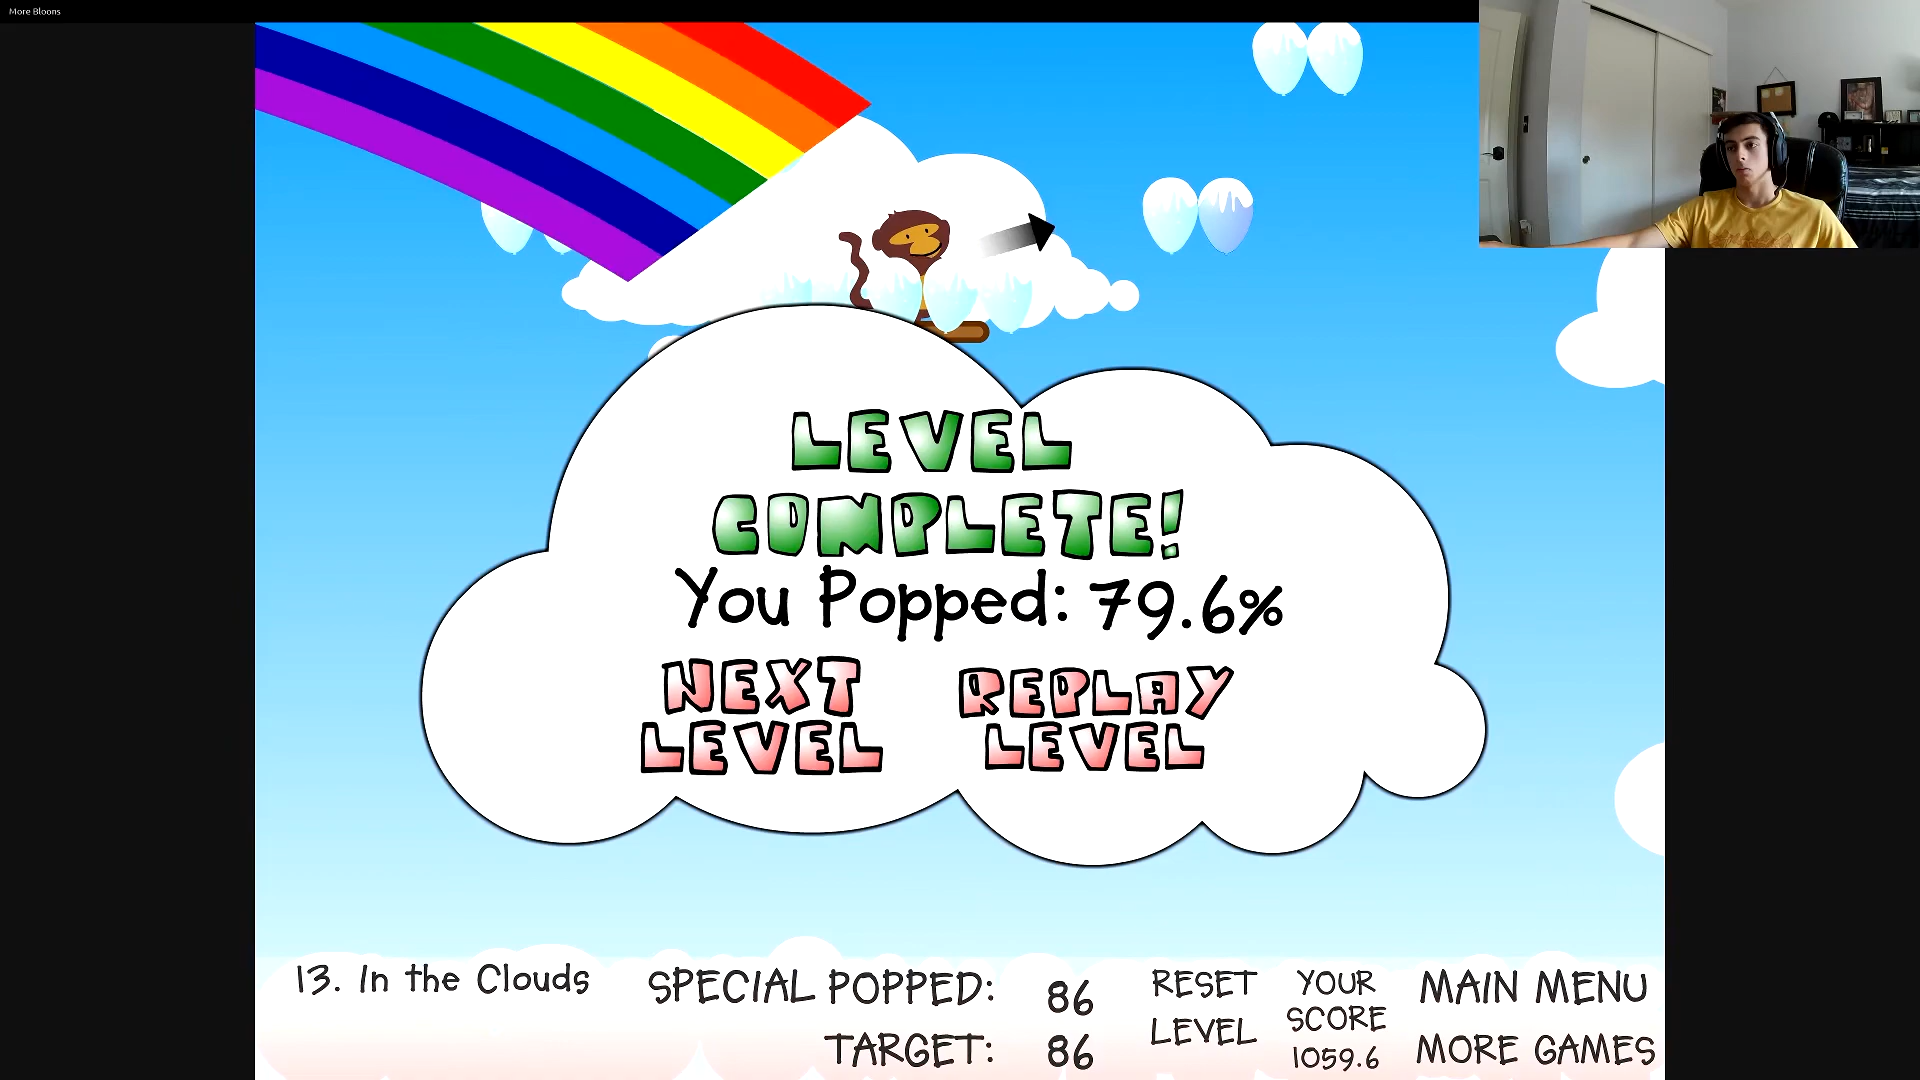 More Bloons
LEVEL
COMPLETE!
You Popped: 79.6%
NEXT
LEVEL
REPLAY
LEVEL
13. In the Clouds
SPECIAL POPPED: 86
TARGET: 86
RESET
LEVEL
YOUR
SCORE
1059.6
MAIN MENU
MORE GAMES